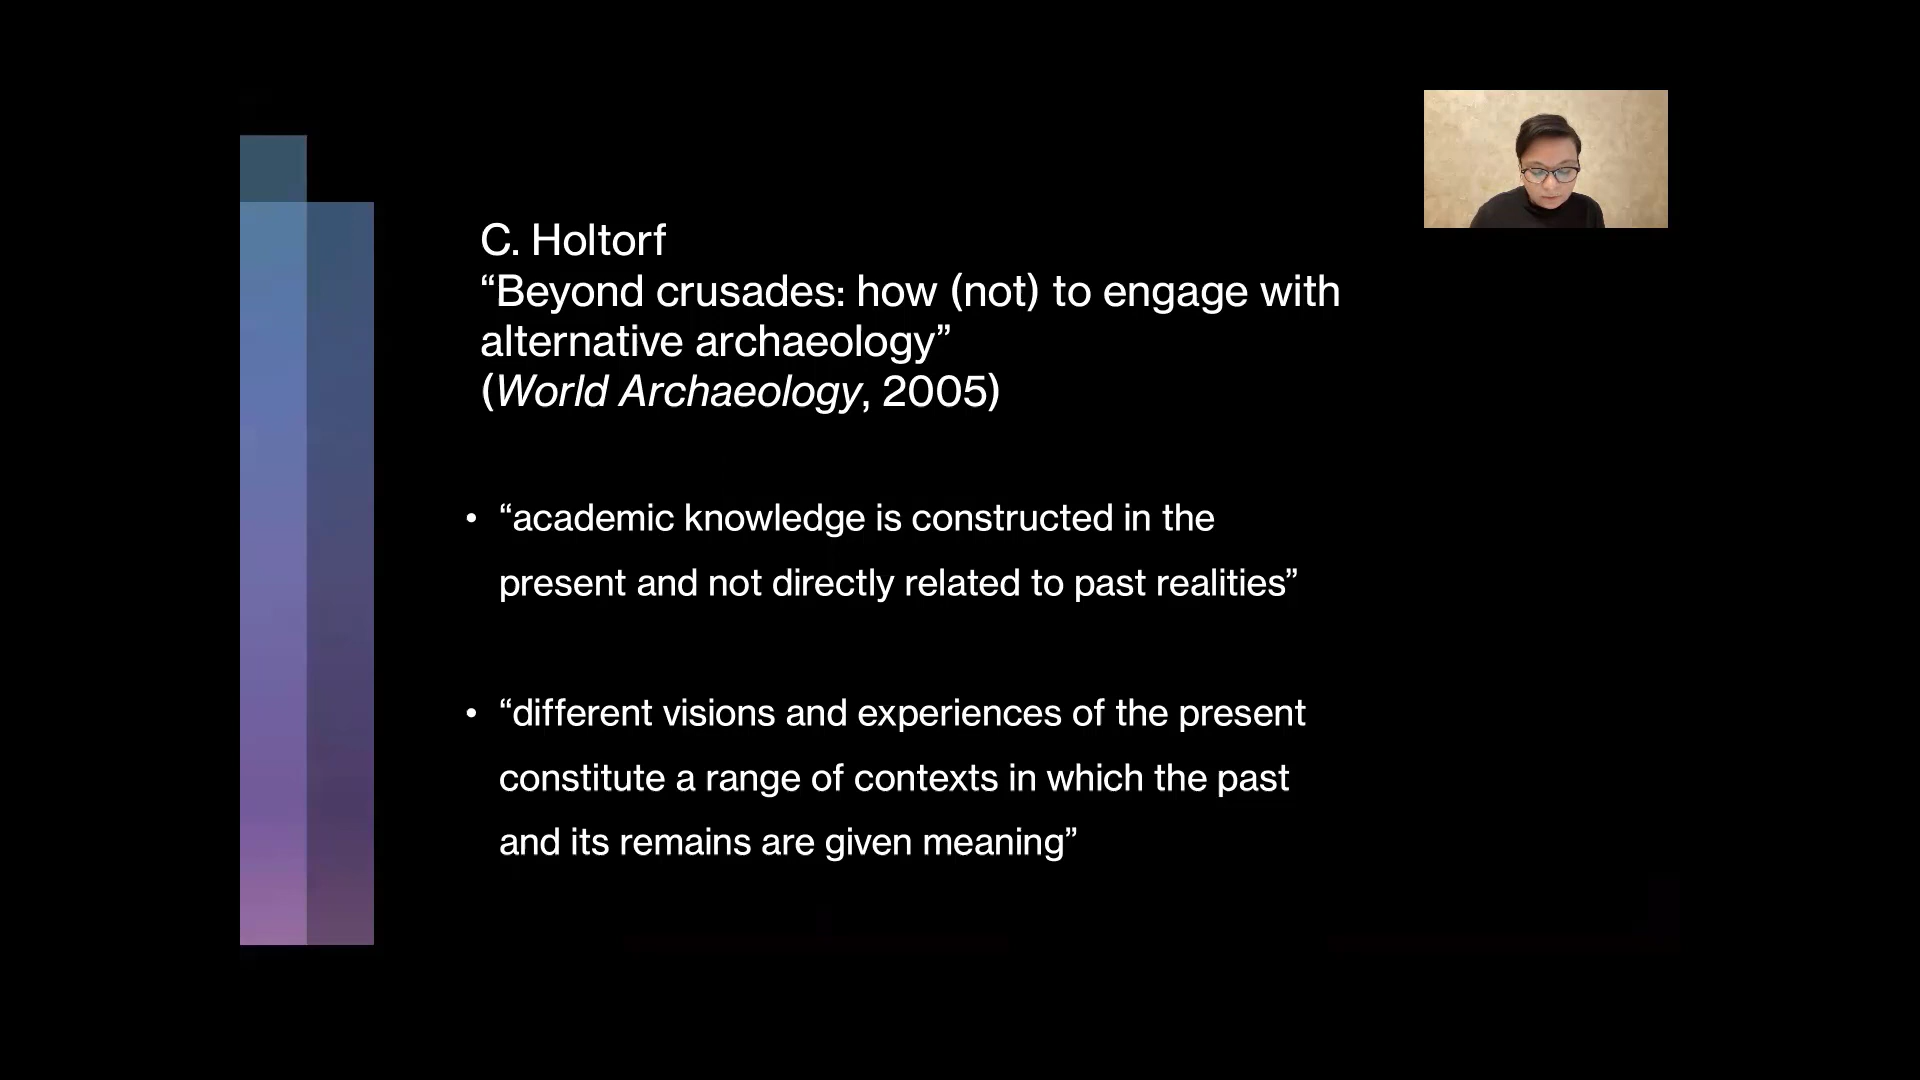 C. Holtorf
“Beyond crusades: how (not) to engage with
alternative archaeology”
(World Archaeology, 2005)
• “academic knowledge is constructed in the
present and not directly related to past realities”
• “different visions and experiences of the present
constitute a range of contexts in which the past
and its remains are given meaning”